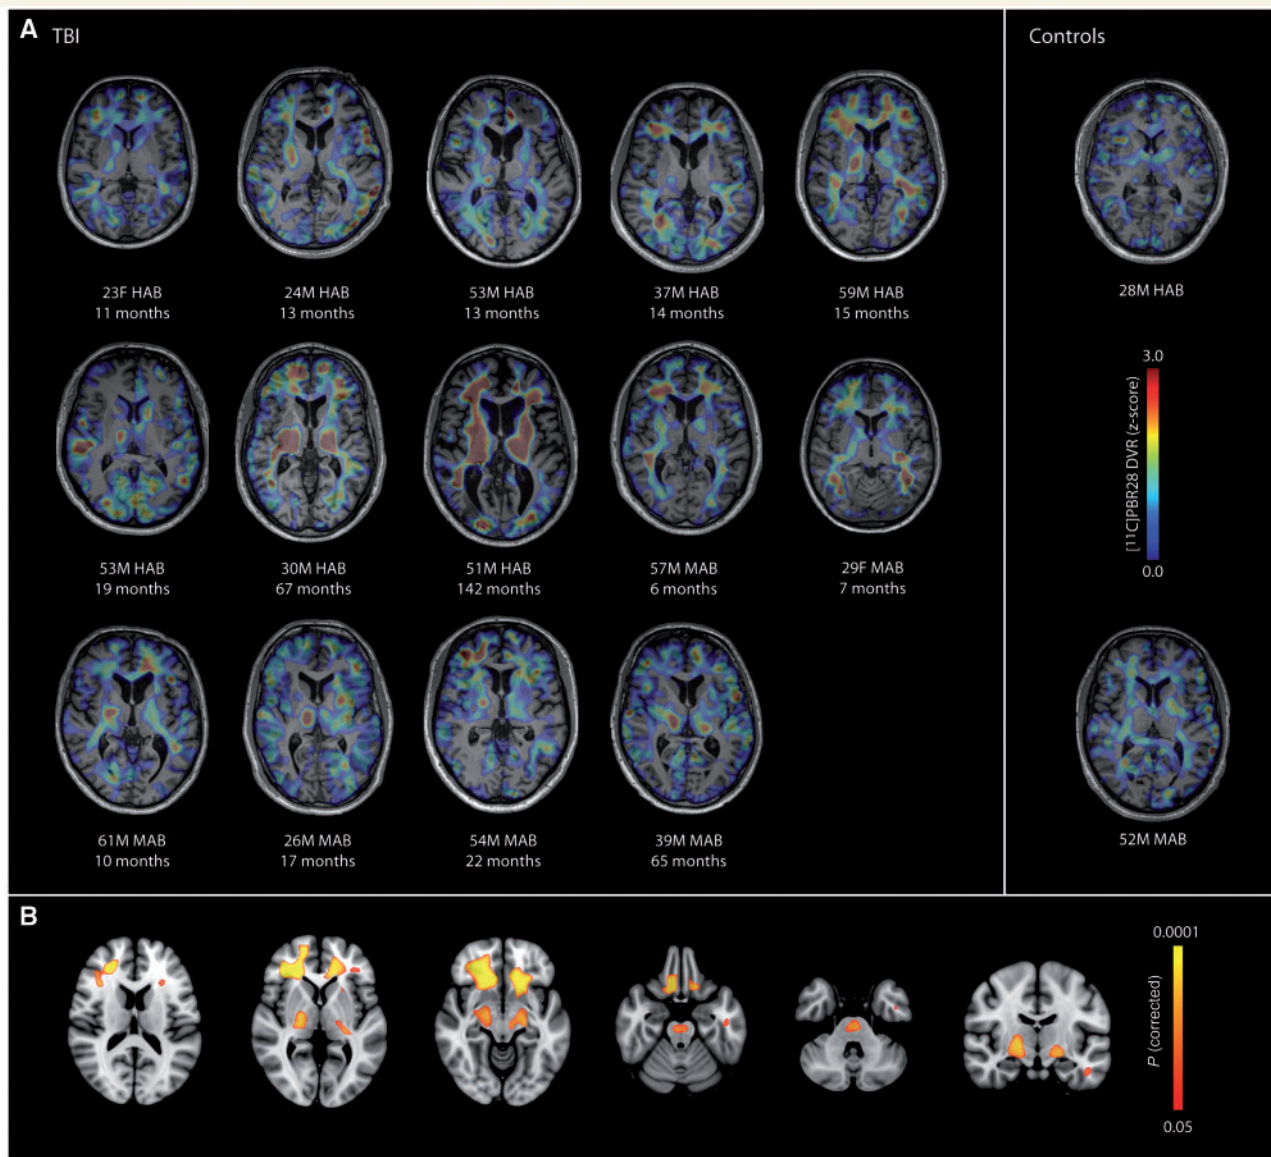 A TBI
Controls
23F HAB
11 months
24M HAB
13 months
53M HAB
13 months
37M HAB
14 months
59M HAB
15 months
28M HAB
53M HAB
19 months
30M HAB
67 months
51M HAB
142 months
57M MAB
6 months
29F MAB
7 months
3.0
[¹¹C]PBR28 DVR (z-score)
0.0
61M MAB
10 months
26M MAB
17 months
54M MAB
22 months
39M MAB
65 months
52M MAB
B
0.0001
P (corrected)
0.05